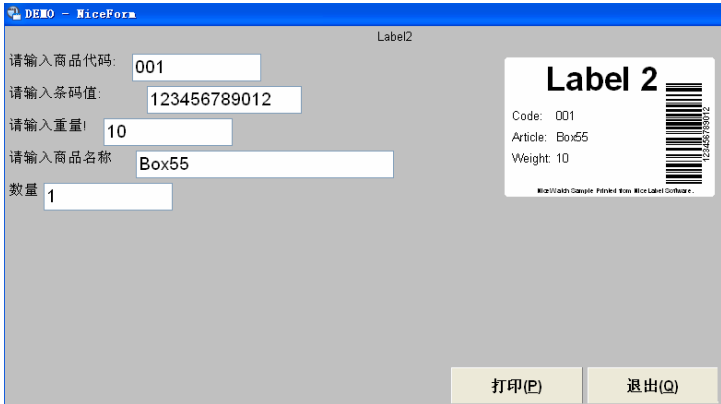 DEMO - NiceForm
Label2
请输入商品代码: 001
请输入条码值: 123456789012
请输入重量! 10
请输入商品名称 Box55
数量 1
Label 2
Code: 001
Article: Box55
Weight: 10
123456789012
NiceWatch Sample Printed from NiceLabel Software.
打印(P) 退出(Q)